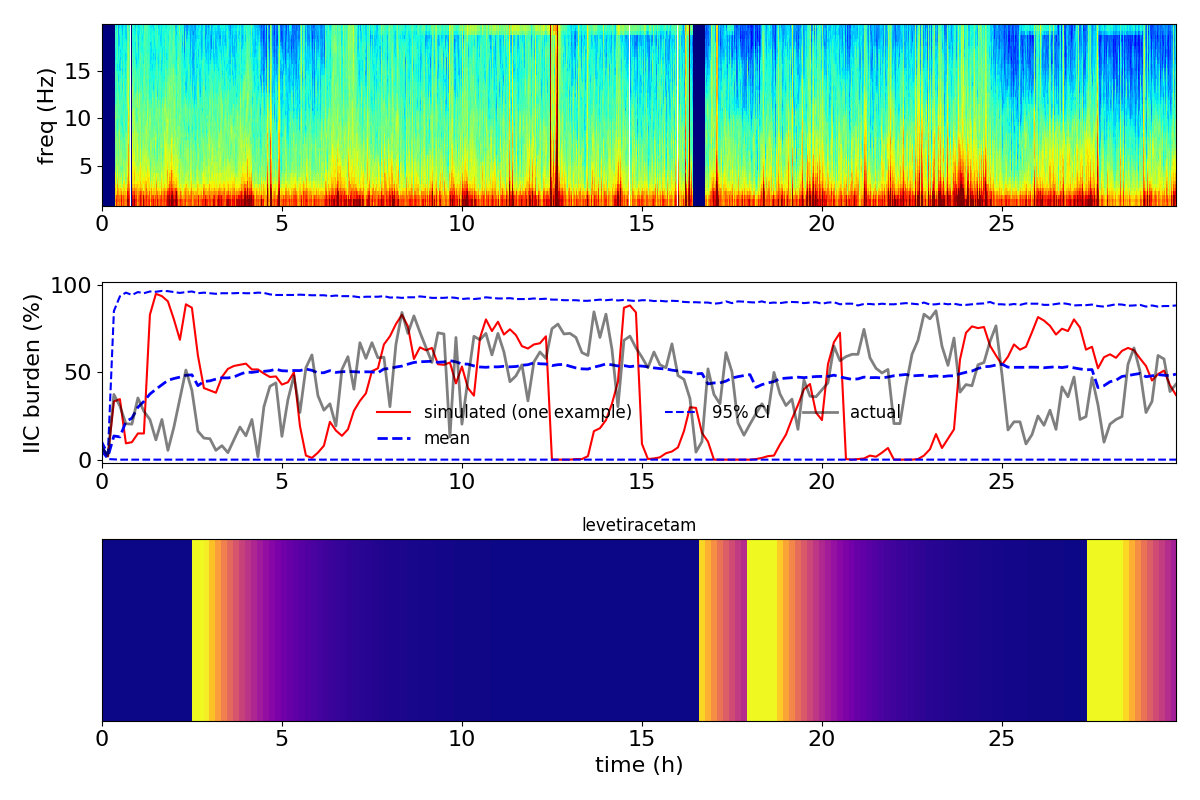 freq (Hz)
15
10
5
0 5 10 15 20 25
IIC burden (%)
100
50
0
simulated (one example)
mean
95% CI
actual
0 5 10 15 20 25
levetiracetam
0 5 10 15 20 25
time (h)